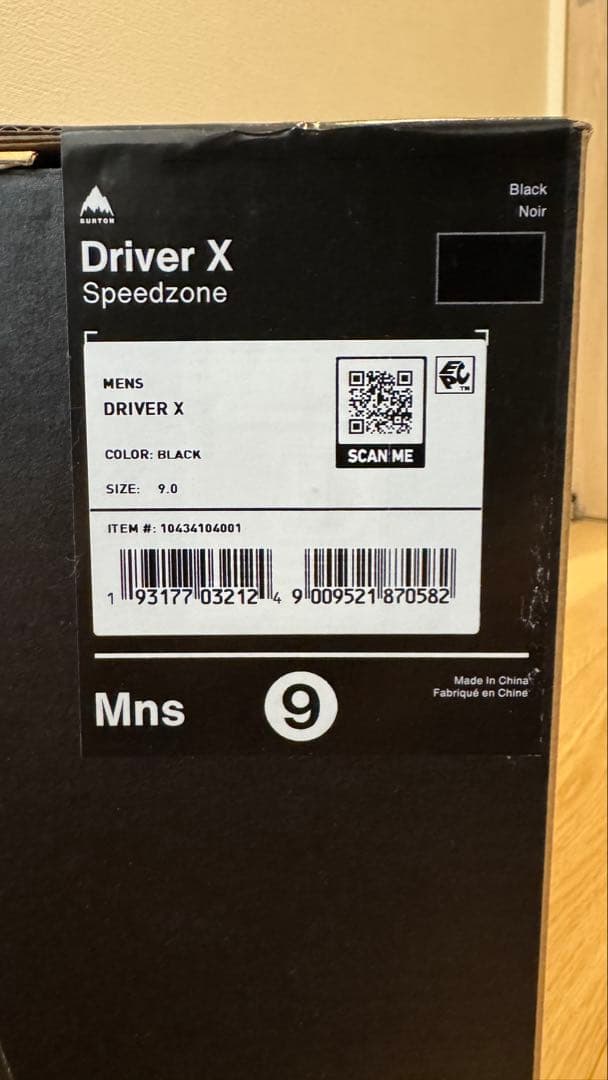 BURTON
Driver X
Speedzone
Black
Noir
MENS
DRIVER X
COLOR: BLACK
SIZE: 9.0
SCAN ME
EPC™
ITEM #: 10434104001
1 93177 03212 4
9 009521 870582
Mns
9
Made In China
Fabriqué en Chine